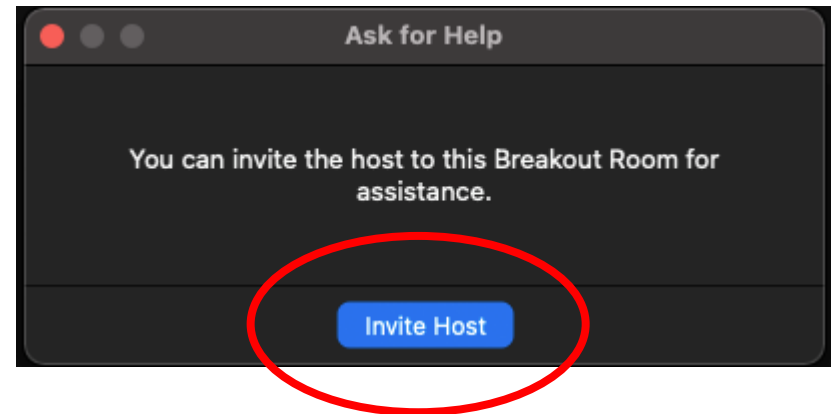 Ask for Help
You can invite the host to this Breakout Room for
assistance.
Invite Host